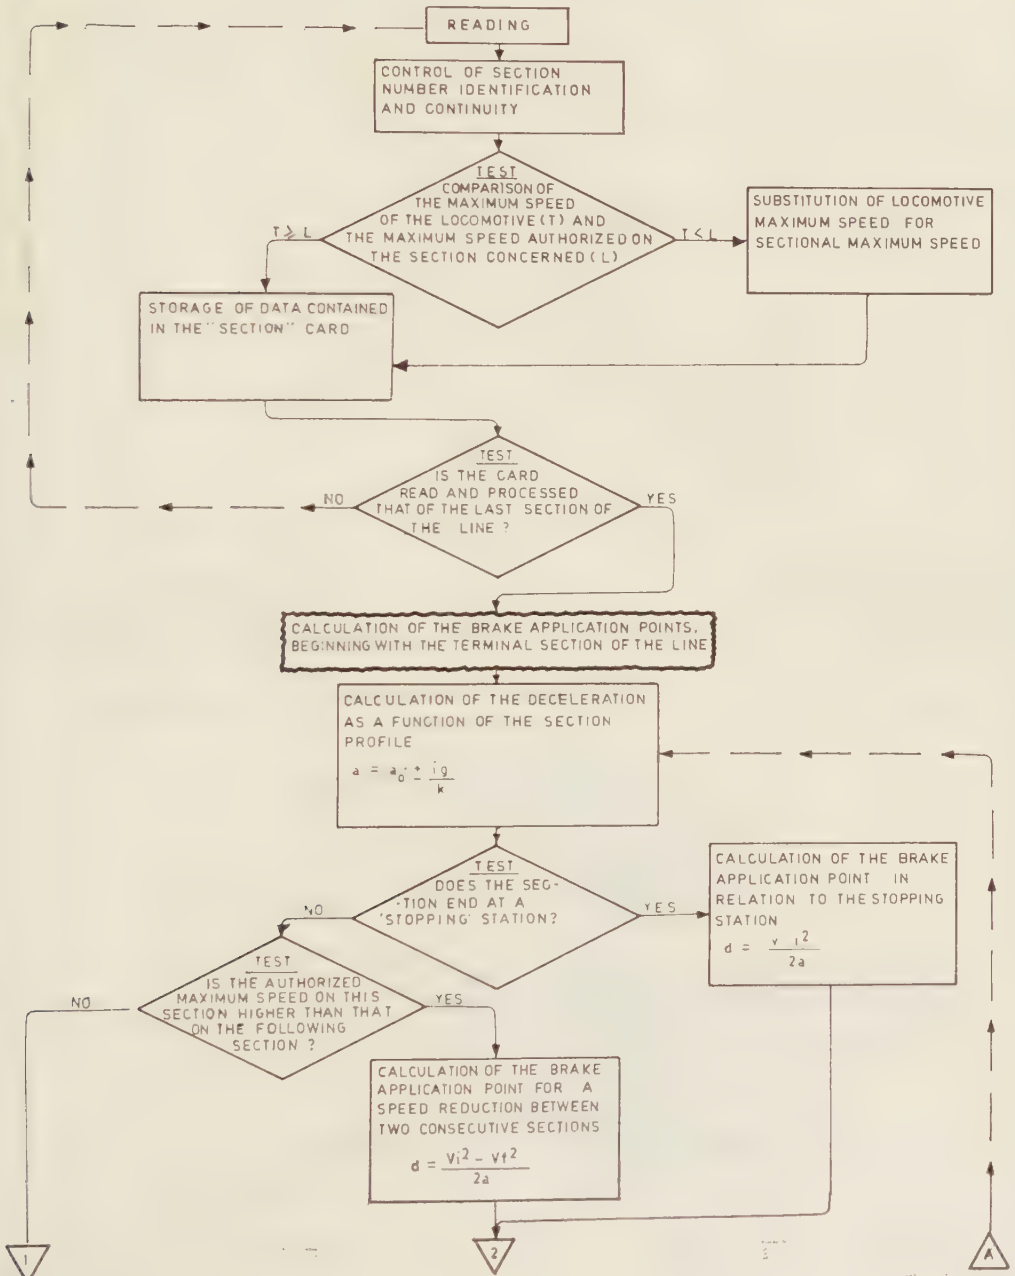 READING
CONTROL OF SECTION
NUMBER IDENTIFICATION
AND CONTINUITY
TEST
COMPARISON OF
THE MAXIMUM SPEED
OF THE LOCOMOTIVE (T) AND
THE MAXIMUM SPEED AUTHORIZED ON
THE SECTION CONCERNED (L)
T ≥ L
T < L
SUBSTITUTION OF LOCOMOTIVE
MAXIMUM SPEED FOR
SECTIONAL MAXIMUM SPEED
STORAGE OF DATA CONTAINED
IN THE "SECTION" CARD
TEST
IS THE CARD
READ AND PROCESSED
THAT OF THE LAST SECTION OF
THE LINE ?
NO
YES
CALCULATION OF THE BRAKE APPLICATION POINTS,
BEGINNING WITH THE TERMINAL SECTION OF THE LINE
CALCULATION OF THE DECELERATION
AS A FUNCTION OF THE SECTION
PROFILE
a = a₀ ± ig
k
TEST
DOES THE SEC-
-TION END AT A
'STOPPING' STATION?
NO
YES
CALCULATION OF THE BRAKE
APPLICATION POINT IN
RELATION TO THE STOPPING
STATION
d = v i²
2a
TEST
IS THE AUTHORIZED
MAXIMUM SPEED ON THIS
SECTION HIGHER THAN THAT
ON THE FOLLOWING
SECTION ?
NO
YES
CALCULATION OF THE BRAKE
APPLICATION POINT FOR A
SPEED REDUCTION BETWEEN
TWO CONSECUTIVE SECTIONS
d = Vi² - Vf²
2a
1
2
A